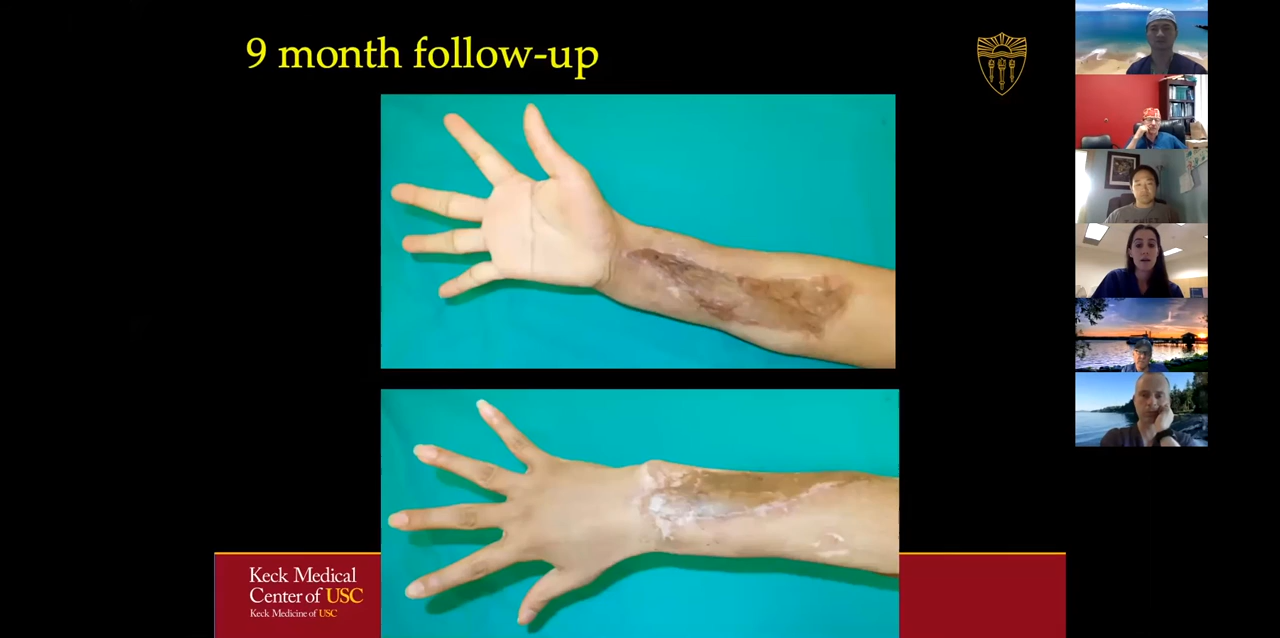 9 month follow-up
Keck Medical
Center of USC
Keck Medicine of USC